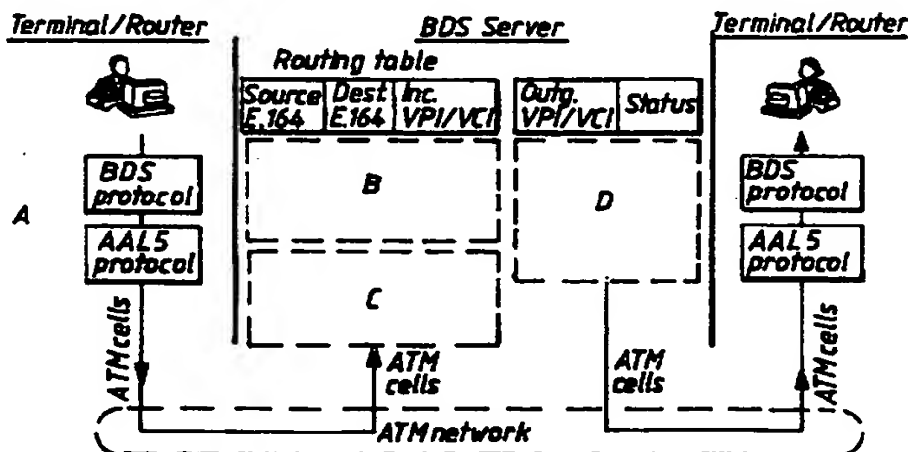 Terminal/Router
BDS Server
Terminal/Router
Routing table
Source
E.164
Dest
E.164
Inc.
VPI/VCI
Outg.
VPI/VCI
Status
A
BDS
protocol
AAL5
protocol
B
C
D
BDS
protocol
AAL5
protocol
ATM cells
ATM
cells
ATM
cells
ATM cells
ATM network